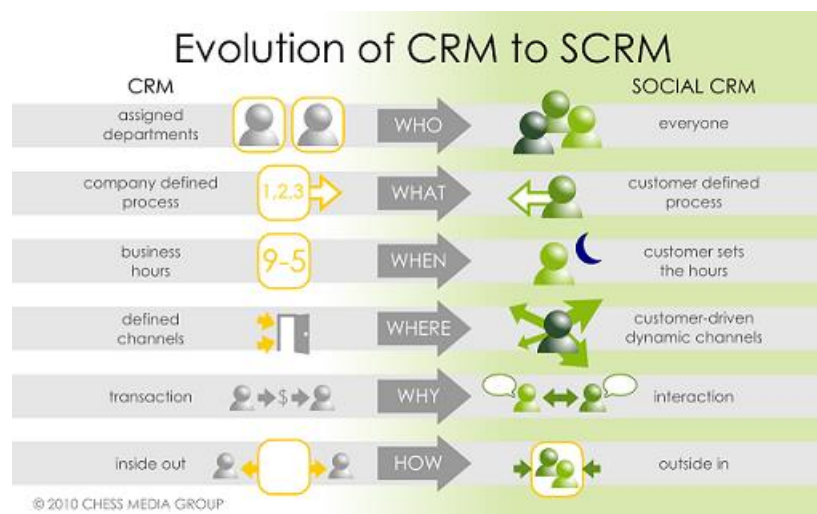 Evolution of CRM to SCRM
CRM
SOCIAL CRM
assigned
departments
WHO
everyone
company defined
process
1,2,3
WHAT
customer defined
process
business
hours
9-5
WHEN
customer sets
the hours
defined
channels
WHERE
customer-driven
dynamic channels
transaction
$
WHY
interaction
inside out
HOW
outside in
© 2010 CHESS MEDIA GROUP